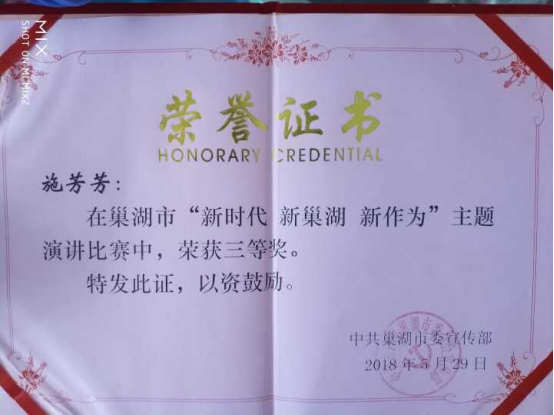 MIX
SHOT ON MI MIX2
荣誉证书
HONORARY CREDENTIAL
施芳芳：
在巢湖市“新时代 新巢湖 新作为”主题
演讲比赛中，荣获三等奖。
特发此证，以资鼓励。
中共巢湖市委宣传部
2018年5月29日